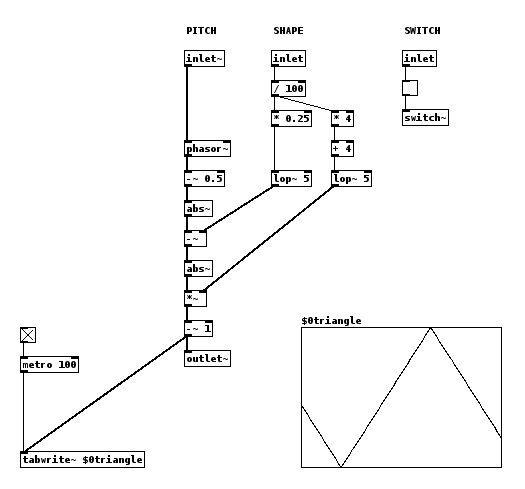 PITCH SHAPE SWITCH
inlet~ inlet inlet
/ 100
* 0.25 * 4 switch~
phasor~ + 4
-~ 0.5 lop~ 5 lop~ 5
abs~
-~
abs~
*~
$0triangle
-~ 1
outlet~
metro 100
tabwrite~ $0triangle